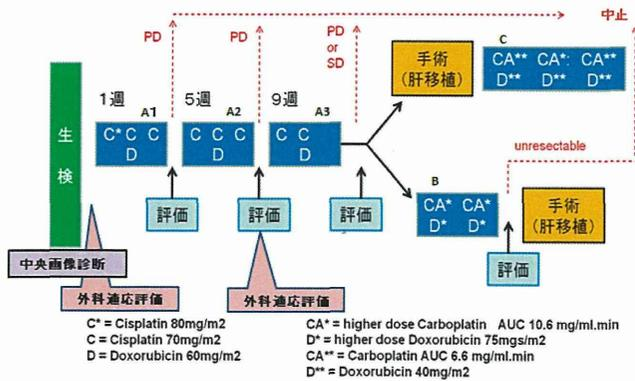 中止
PD
PD
PD
or
SD
手術
(肝移植)
C
CA** CA*: CA**
D** D** D**
1週
A1
5週
A2
9週
A3
生
検
C* C C
D
C C C
D
C C
D
unresectable
評価
評価
評価
B
CA* CA*
D* D*
手術
(肝移植)
評価
中央画像診断
外科適応評価
外科適応評価
C* = Cisplatin 80mg/m2
C = Cisplatin 70mg/m2
D = Doxorubicin 60mg/m2
CA* = higher dose Carboplatin AUC 10.6 mg/ml.min
D* = higher dose Doxorubicin 75mgs/m2
CA** = Carboplatin AUC 6.6 mg/ml.min
D** = Doxorubicin 40mg/m2